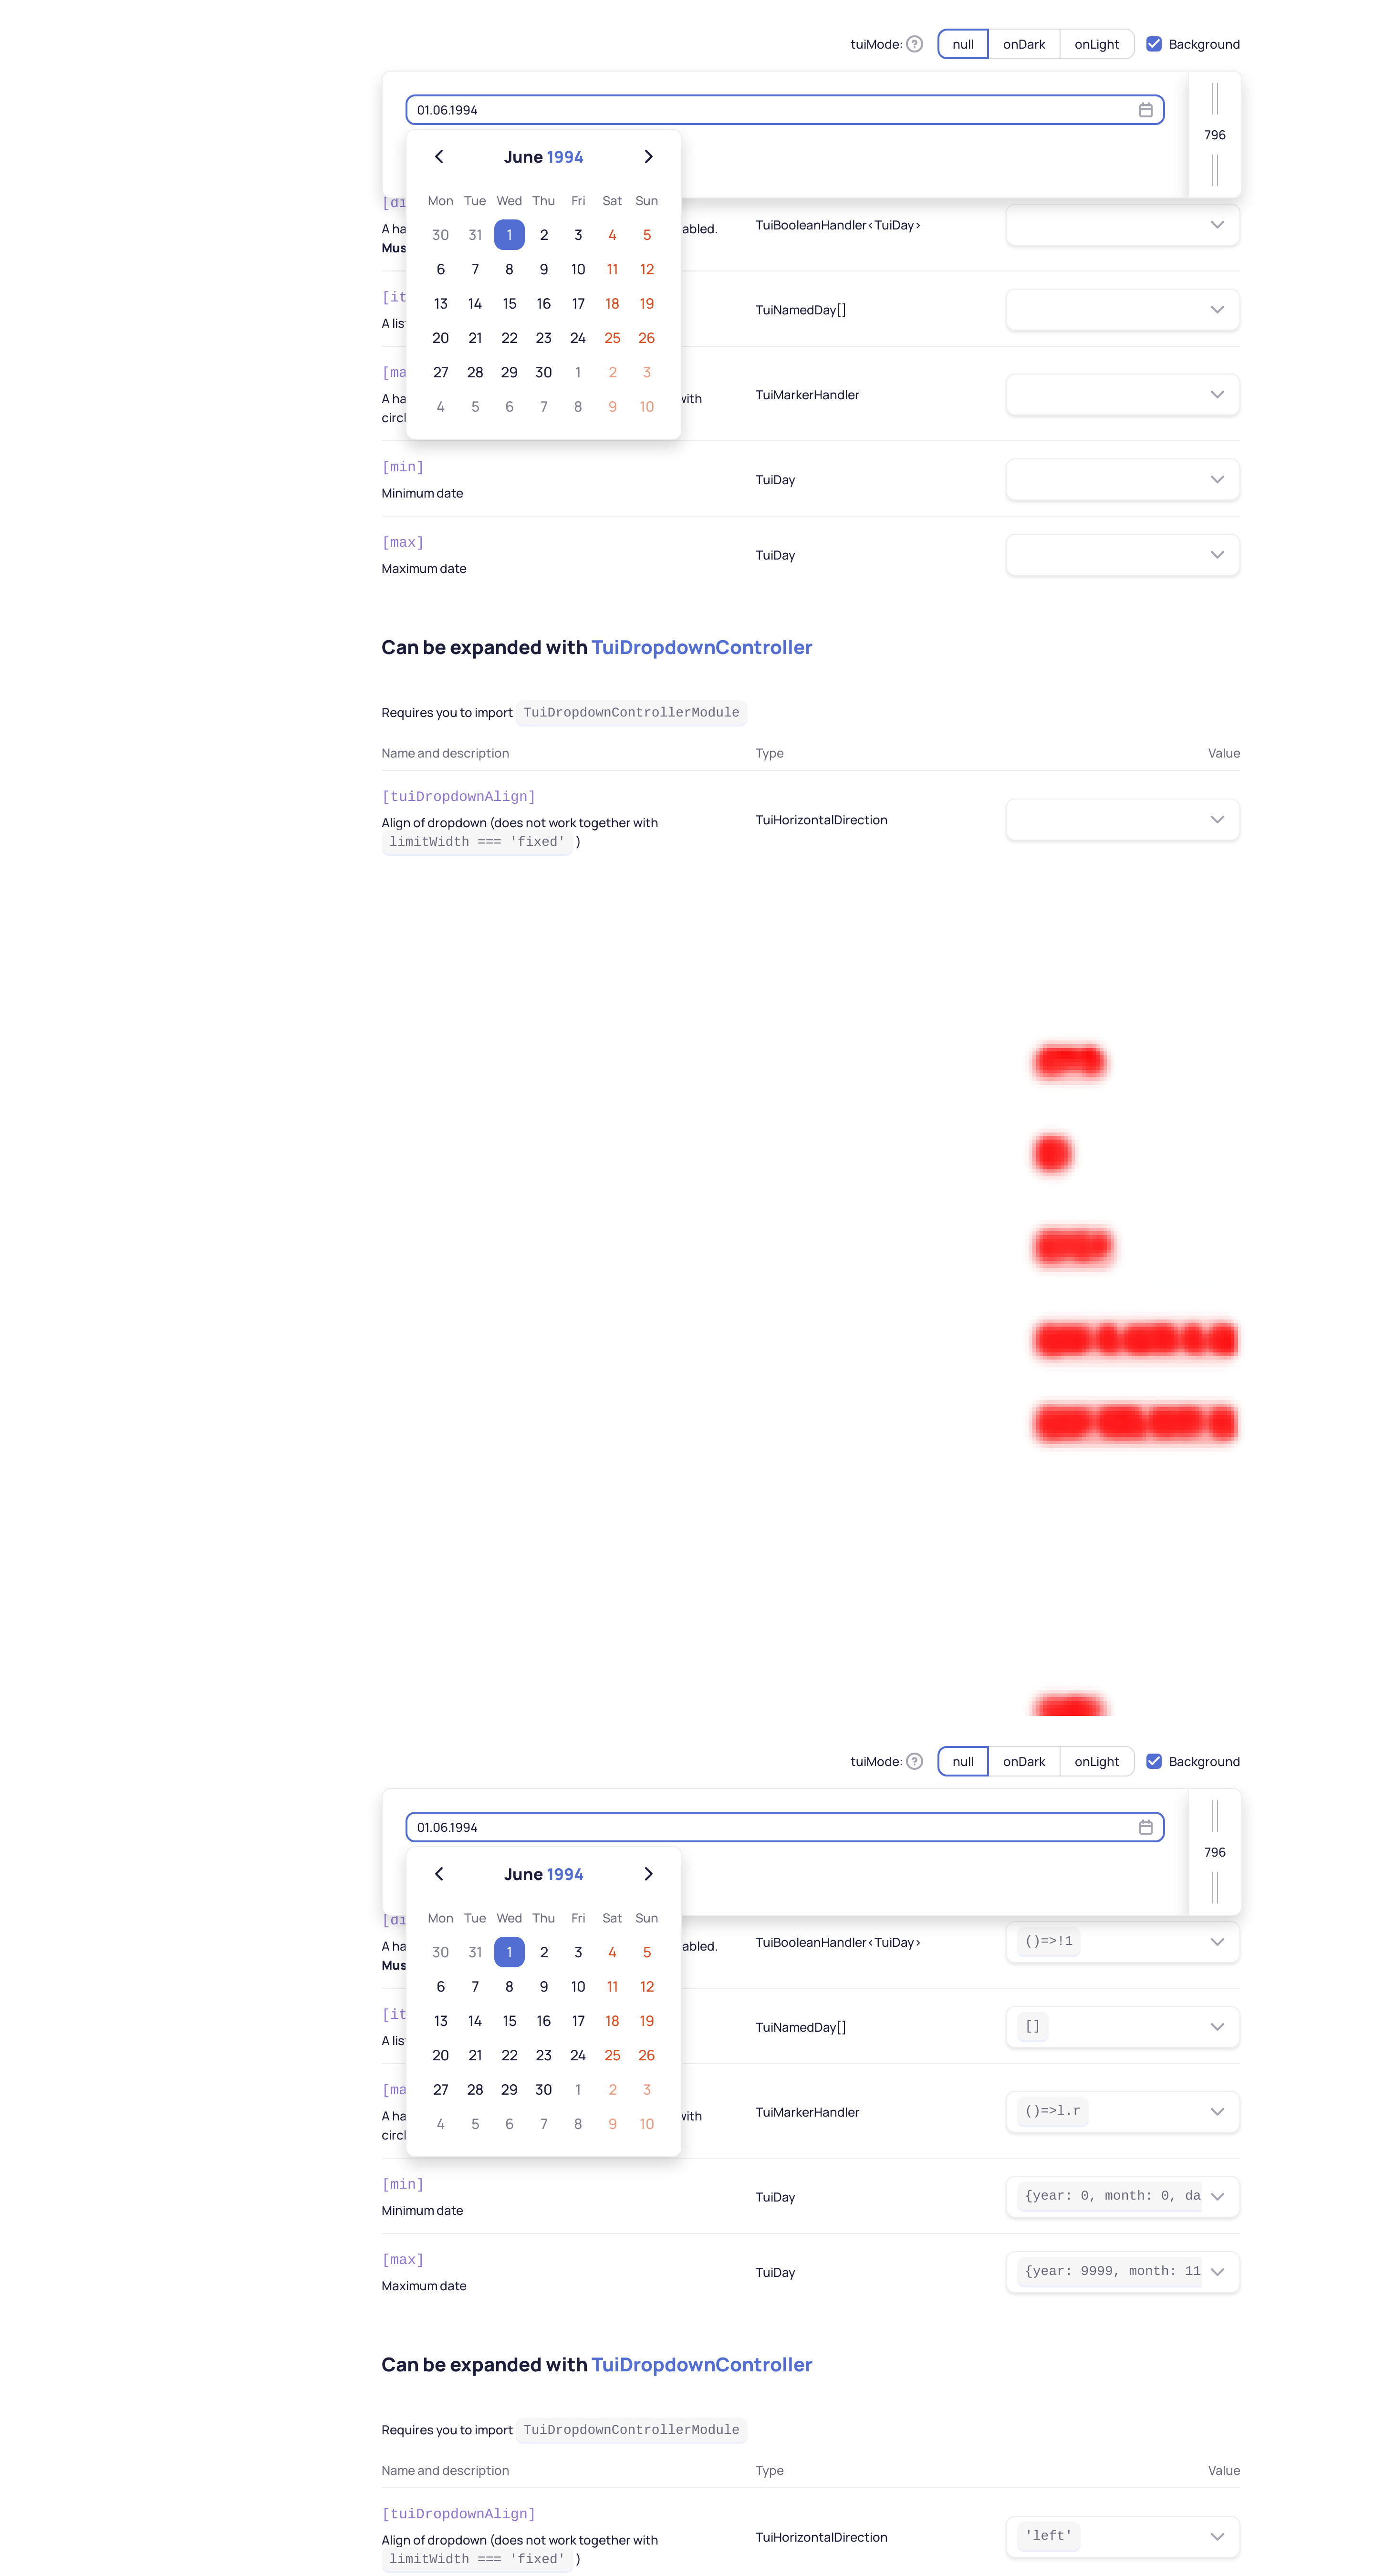 tuiMode: ? null onDark onLight Background
01.06.1994
796
June 1994
Mon Tue Wed Thu Fri Sat Sun
30 31 1 2 3 4 5
6 7 8 9 10 11 12
13 14 15 16 17 18 19
20 21 22 23 24 25 26
27 28 29 30 1 2 3
4 5 6 7 8 9 10
[di
A ha abled.
Mus
TuiBooleanHandler<TuiDay>
[it
A lis
TuiNamedDay[]
[ma
A ha with
circl
TuiMarkerHandler
[min]
Minimum date
TuiDay
[max]
Maximum date
TuiDay
Can be expanded with TuiDropdownController
Requires you to import TuiDropdownControllerModule
Name and description Type Value
[tuiDropdownAlign]
Align of dropdown (does not work together with
limitWidth === 'fixed' )
TuiHorizontalDirection
tuiMode: ? null onDark onLight Background
01.06.1994
796
June 1994
Mon Tue Wed Thu Fri Sat Sun
30 31 1 2 3 4 5
6 7 8 9 10 11 12
13 14 15 16 17 18 19
20 21 22 23 24 25 26
27 28 29 30 1 2 3
4 5 6 7 8 9 10
[di
A ha abled.
Mus
TuiBooleanHandler<TuiDay>
()=>!1
[it
A lis
TuiNamedDay[]
[]
[ma
A ha with
circl
TuiMarkerHandler
()=>l.r
[min]
Minimum date
TuiDay
{year: 0, month: 0, da
[max]
Maximum date
TuiDay
{year: 9999, month: 11
Can be expanded with TuiDropdownController
Requires you to import TuiDropdownControllerModule
Name and description Type Value
[tuiDropdownAlign]
Align of dropdown (does not work together with
limitWidth === 'fixed' )
TuiHorizontalDirection
'left'